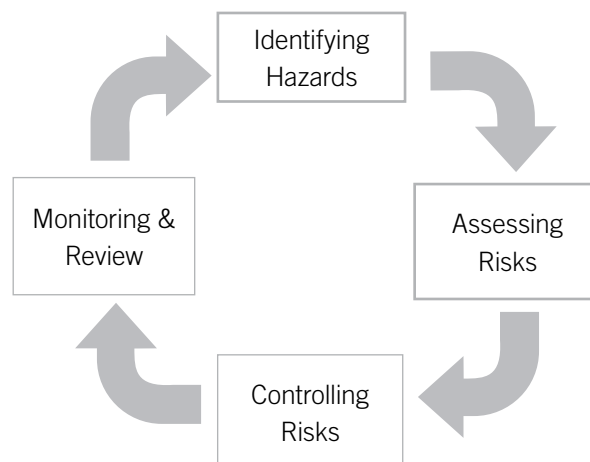 Identifying
Hazards
Assessing
Risks
Controlling
Risks
Monitoring &
Review